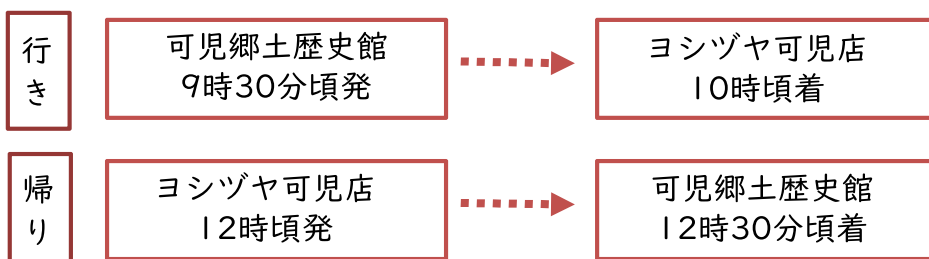 行き
可児郷土歴史館
9時30分頃発
ヨシヅヤ可児店
10時頃着
帰り
ヨシヅヤ可児店
12時頃発
可児郷土歴史館
12時30分頃着